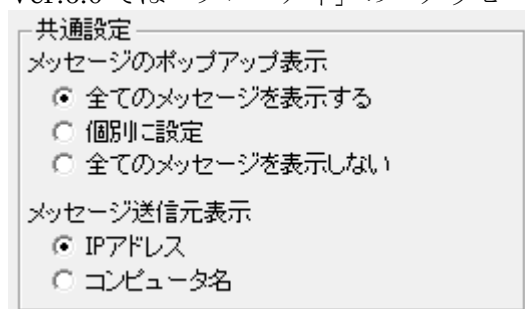 共通設定
メッセージのポップアップ表示
全てのメッセージを表示する
個別に設定
全てのメッセージを表示しない
メッセージ送信元表示
IPアドレス
コンピュータ名